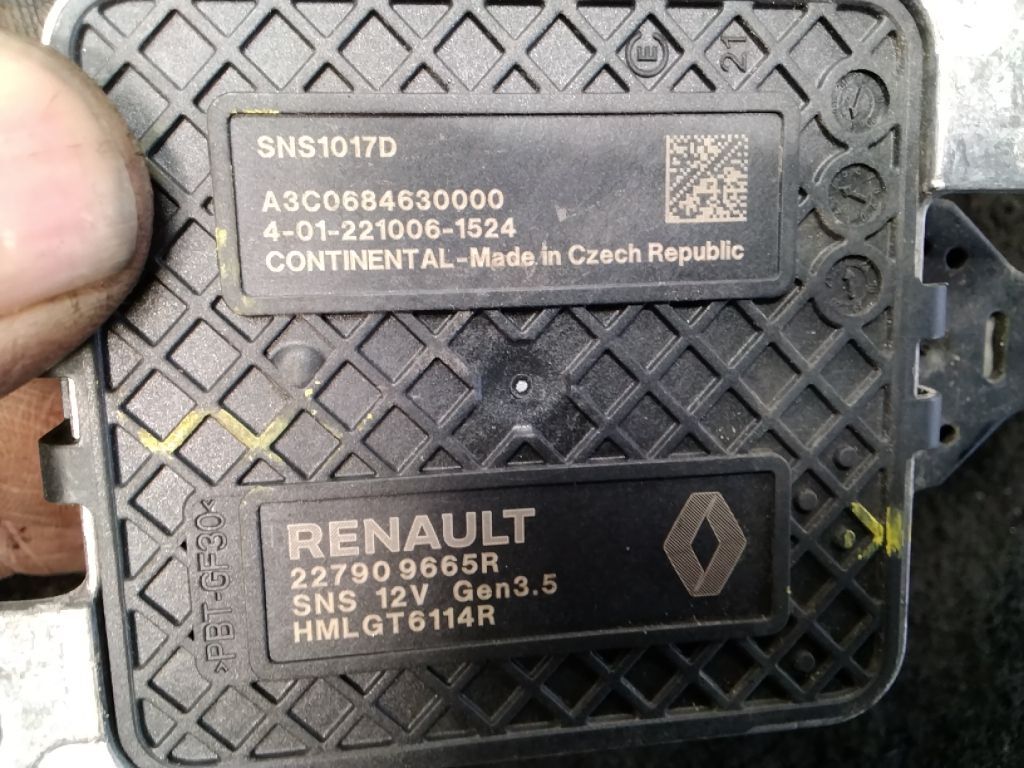 E
21
SNS1017D
A3C0684630000
4-01-221006-1524
CONTINENTAL-Made in Czech Republic
>PBT-GF30<
RENAULT
22790 9665R
SNS 12V Gen3.5
HMLGT6114R